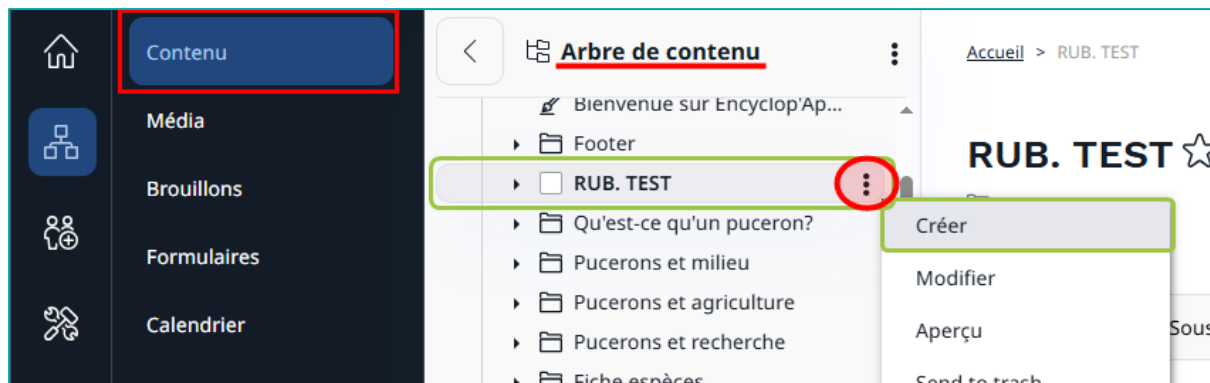 Contenu
Média
Brouillons
Formulaires
Calendrier
Arbre de contenu
Bienvenue sur Encyclop'Ap...
Footer
RUB. TEST
Qu'est-ce qu'un puceron?
Pucerons et milieu
Pucerons et agriculture
Pucerons et recherche
Fiche espèces
Accueil > RUB. TEST
RUB. TEST
Créer
Modifier
Aperçu
Send to trash
Sous